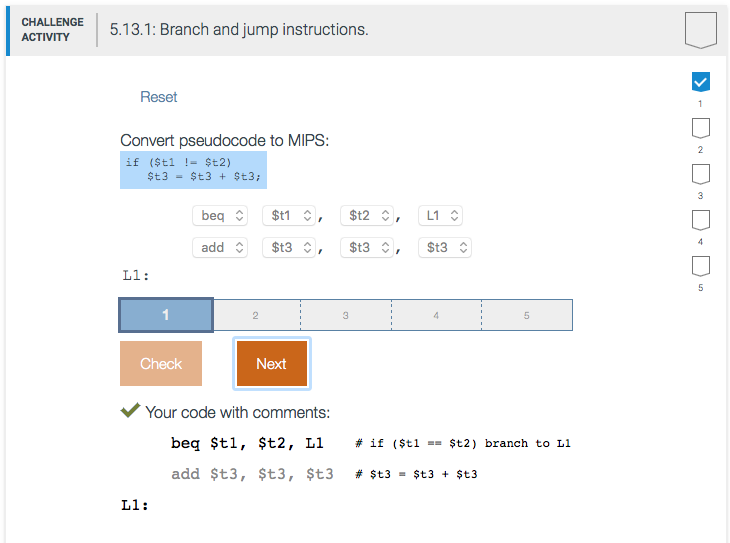 CHALLENGE ACTIVITY
5.13.1: Branch and jump instructions.
Reset
1
2
3
4
5
Convert pseudocode to MIPS:
if ($t1 != $t2)
$t3 = $t3 + $t3;
beq $t1 , $t2 , L1
add $t3 , $t3 , $t3
L1:
1 2 3 4 5
Check Next
Your code with comments:
beq $t1, $t2, L1 # if ($t1 == $t2) branch to L1
add $t3, $t3, $t3 # $t3 = $t3 + $t3
L1: